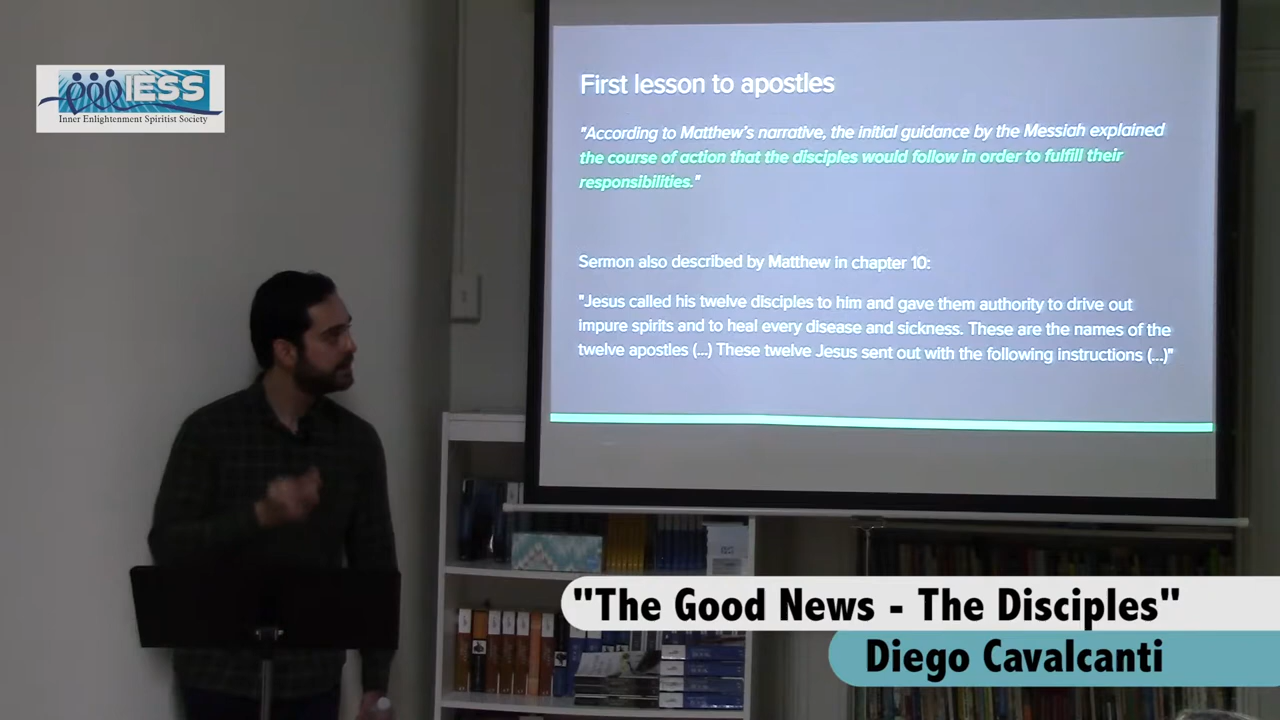 IESS
Inner Enlightenment Spiritist Society
First lesson to apostles
"According to Matthew's narrative, the initial guidance by the Messiah explained
the course of action that the disciples would follow in order to fulfill their
responsibilities."
Sermon also described by Matthew in chapter 10:
"Jesus called his twelve disciples to him and gave them authority to drive out
impure spirits and to heal every disease and sickness. These are the names of the
twelve apostles (...) These twelve Jesus sent out with the following instructions (...)"
"The Good News - The Disciples"
Diego Cavalcanti